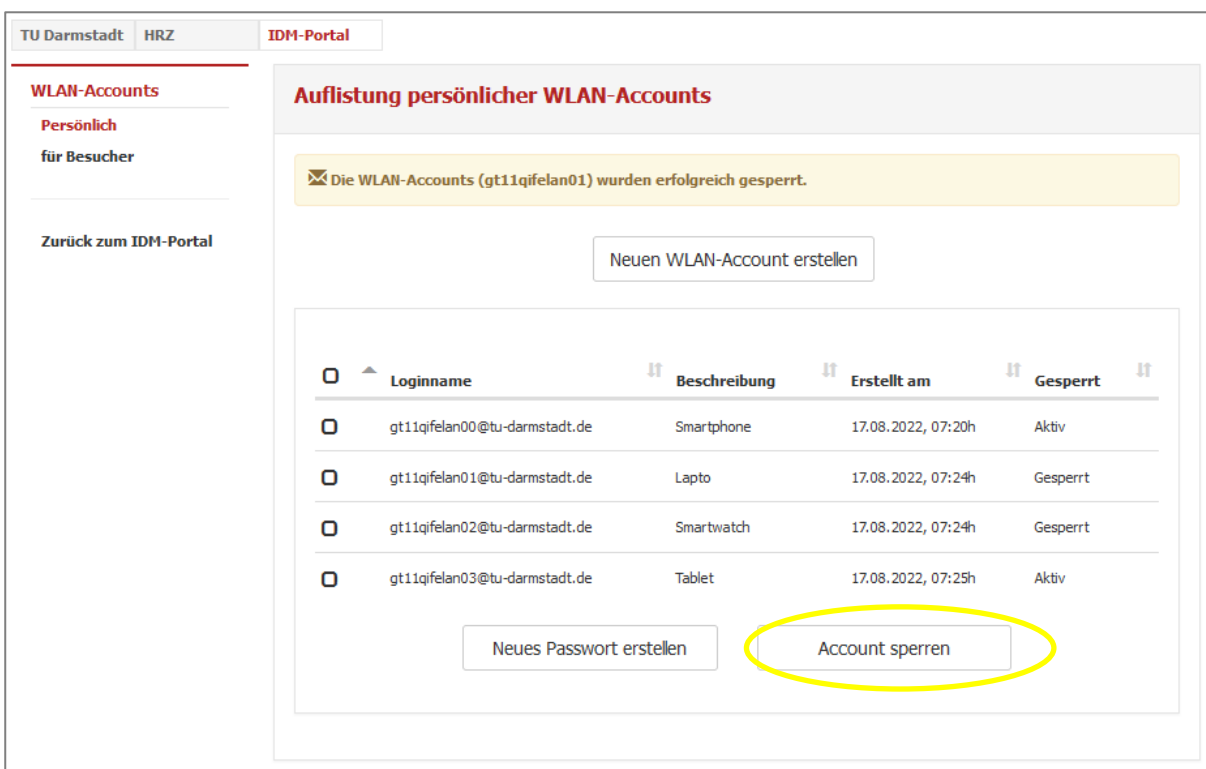 TU Darmstadt HRZ IDM-Portal
WLAN-Accounts
Persönlich
für Besucher
Zurück zum IDM-Portal
Auflistung persönlicher WLAN-Accounts
Die WLAN-Accounts (gt11qifelan01) wurden erfolgreich gesperrt.
Neuen WLAN-Account erstellen
Loginname Beschreibung Erstellt am Gesperrt
gt11qifelan00@tu-darmstadt.de Smartphone 17.08.2022, 07:20h Aktiv
gt11qifelan01@tu-darmstadt.de Lapto 17.08.2022, 07:24h Gesperrt
gt11qifelan02@tu-darmstadt.de Smartwatch 17.08.2022, 07:24h Gesperrt
gt11qifelan03@tu-darmstadt.de Tablet 17.08.2022, 07:25h Aktiv
Neues Passwort erstellen Account sperren